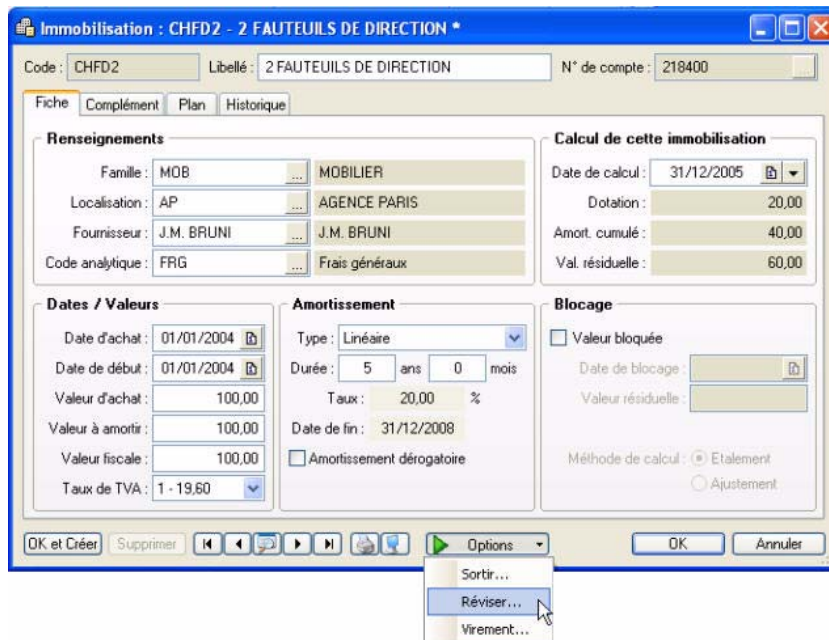 Immobilisation : CHFD2 - 2 FAUTEUILS DE DIRECTION *
Code : CHFD2 Libellé : 2 FAUTEUILS DE DIRECTION N° de compte : 218400 ...
Fiche Complément Plan Historique
Renseignements
Famille : MOB ... MOBILIER
Localisation : AP ... AGENCE PARIS
Fournisseur : J.M. BRUNI ... J.M. BRUNI
Code analytique : FRG ... Frais généraux
Calcul de cette immobilisation
Date de calcul : 31/12/2005
Dotation : 20,00
Amort. cumulé : 40,00
Val. résiduelle : 60,00
Dates / Valeurs
Date d'achat : 01/01/2004
Date de début : 01/01/2004
Valeur d'achat : 100,00
Valeur à amortir : 100,00
Valeur fiscale : 100,00
Taux de TVA : 1 - 19,60
Amortissement
Type : Linéaire
Durée : 5 ans 0 mois
Taux : 20,00 %
Date de fin : 31/12/2008
Amortissement dérogatoire
Blocage
Valeur bloquée
Date de blocage :
Valeur résiduelle :
Méthode de calcul : Etalement
Ajustement
OK et Créer Supprimer Options OK Annuler
Sortir...
Réviser...
Virement...